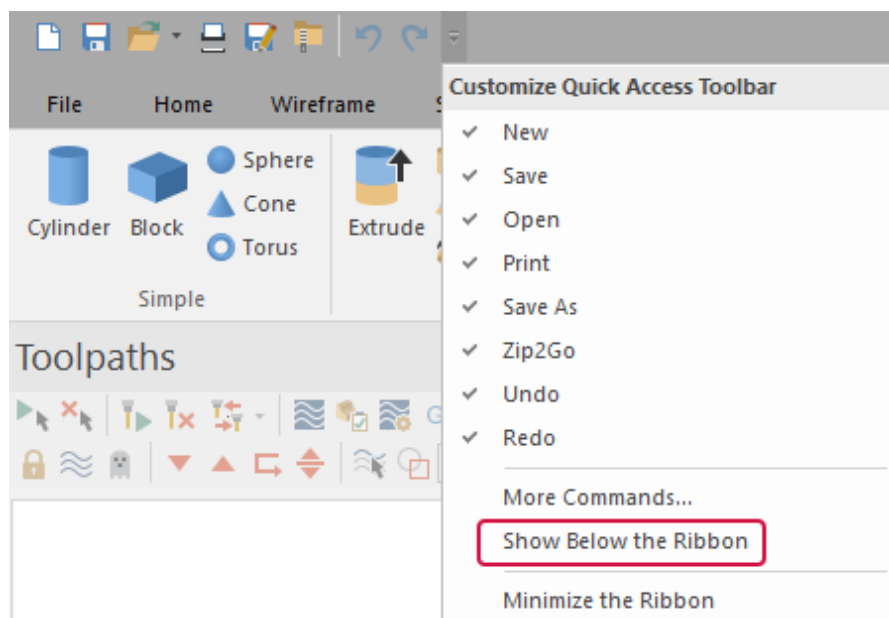 Customize Quick Access Toolbar
File Home Wireframe
New
Save
Open
Print
Save As
Zip2Go
Undo
Redo
More Commands...
Show Below the Ribbon
Minimize the Ribbon
Cylinder
Block
Sphere
Cone
Torus
Extrude
Simple
Toolpaths